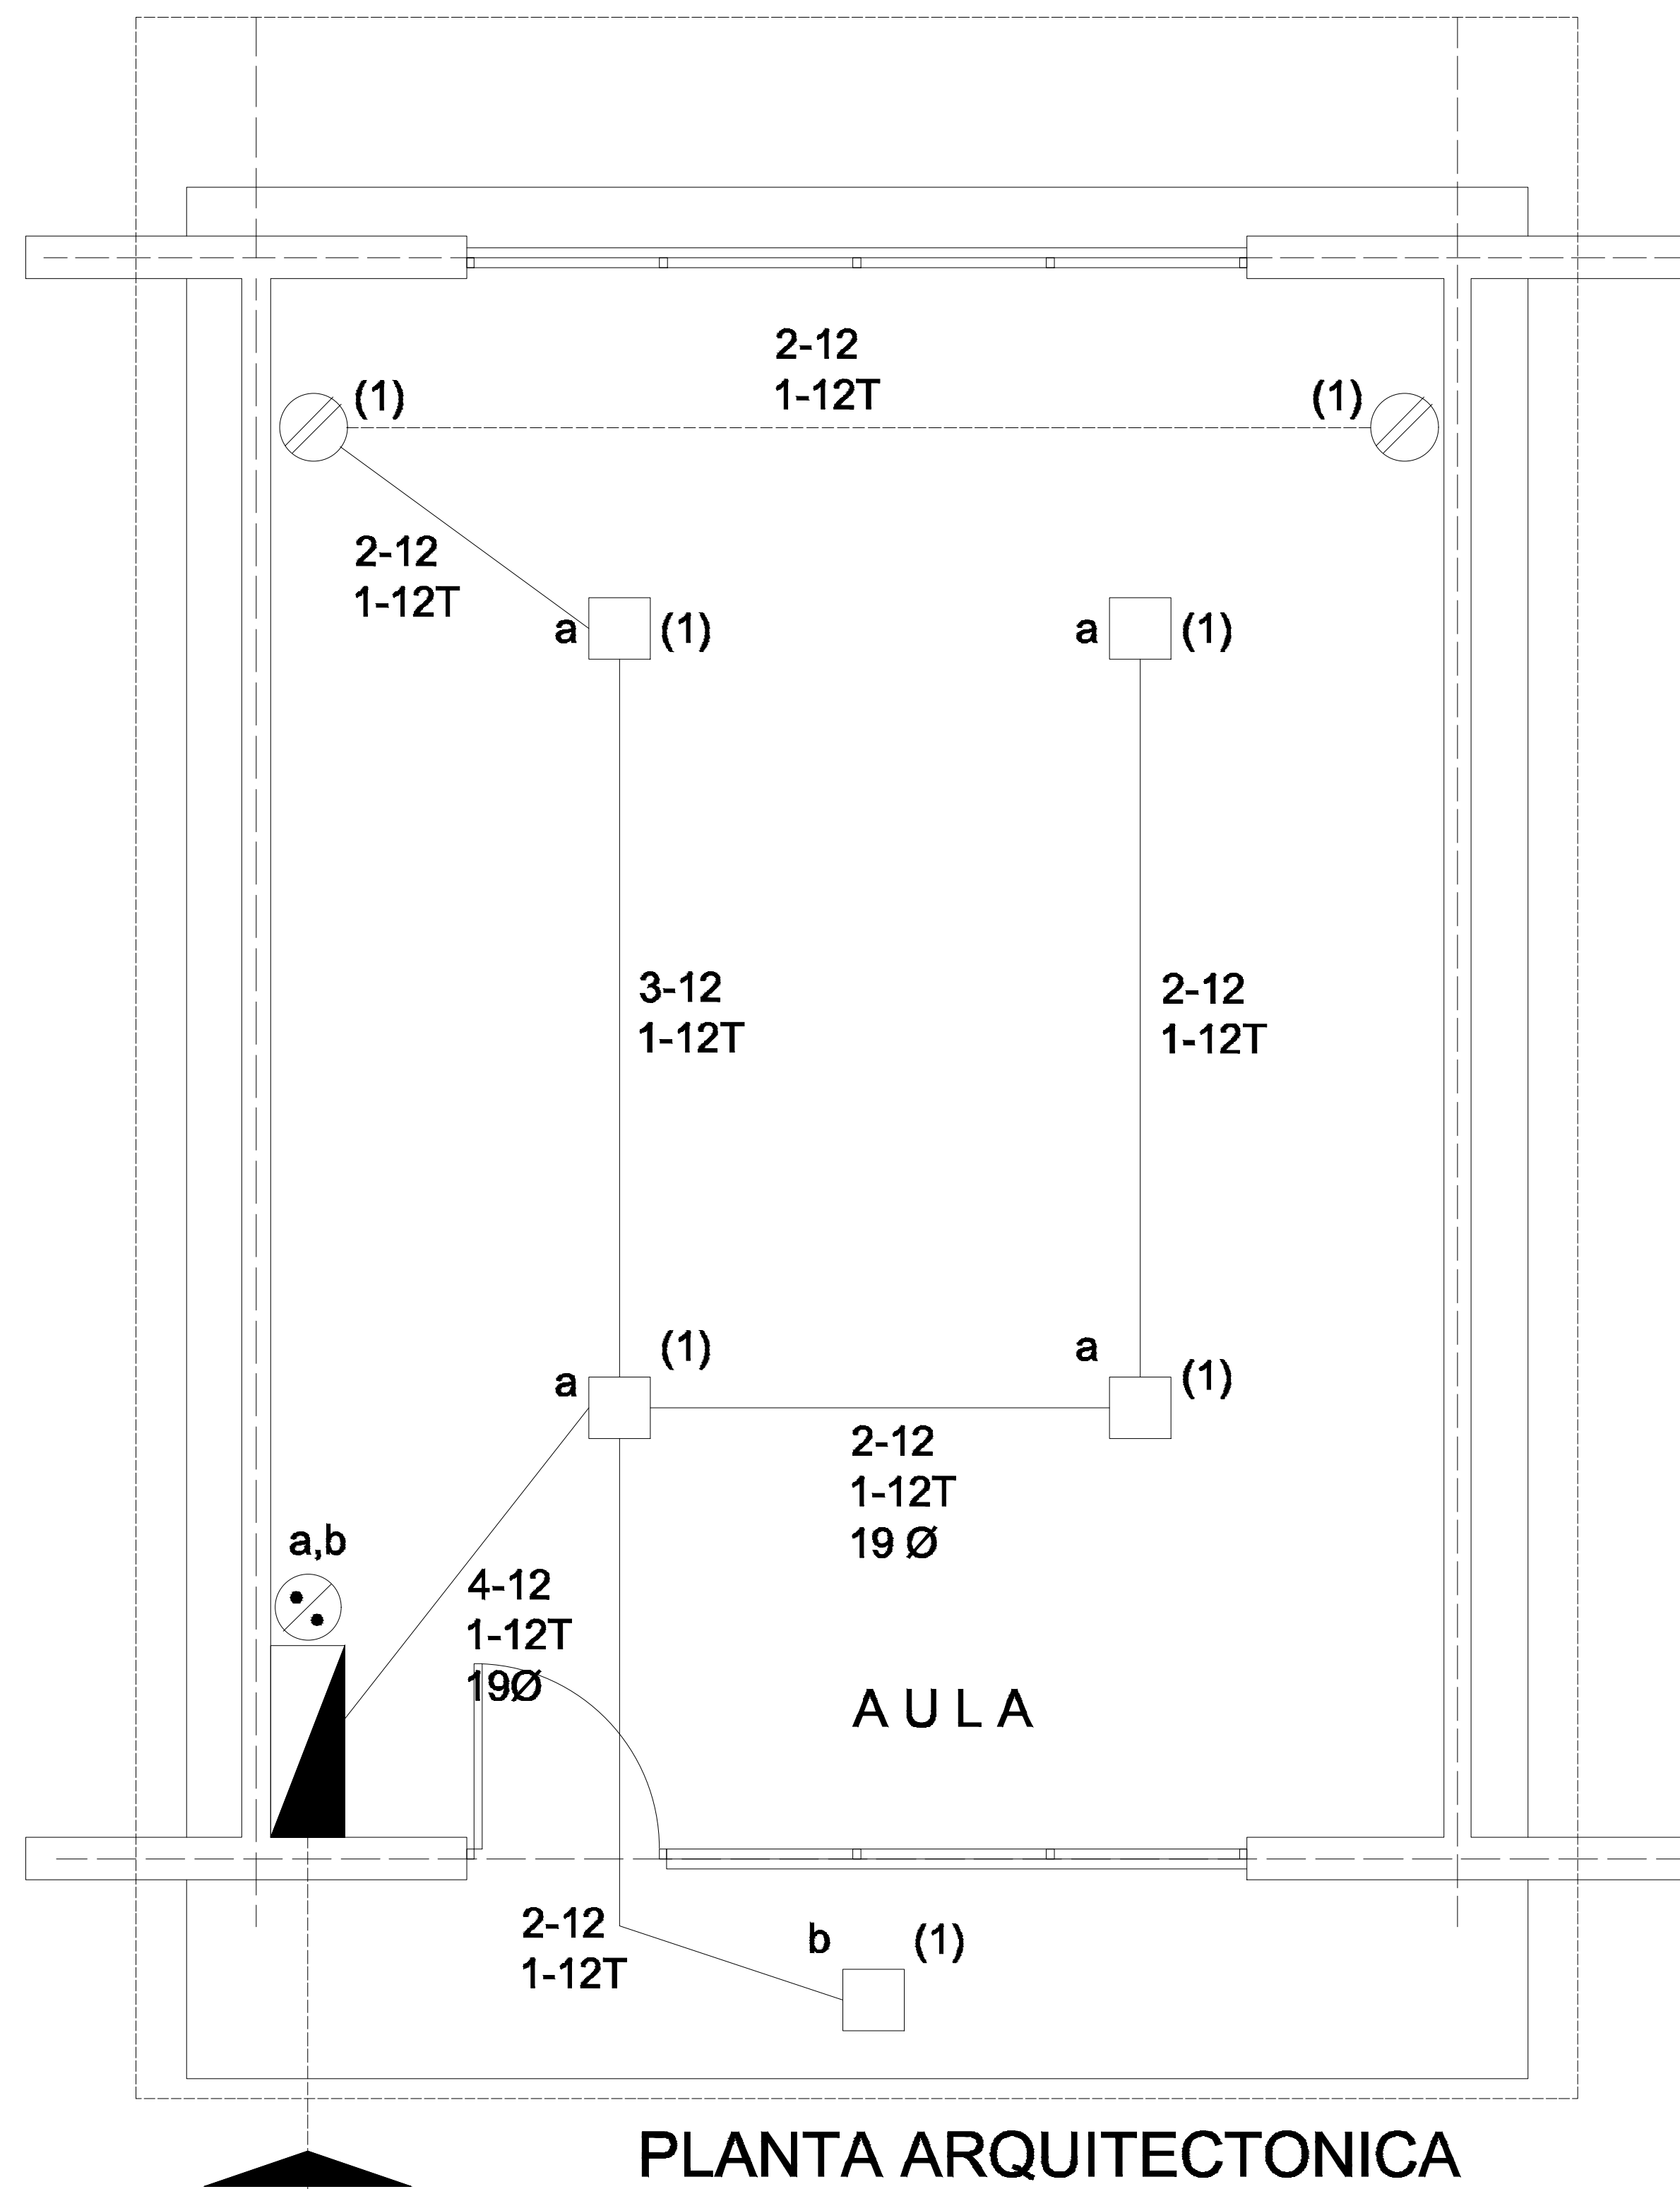 2-12
1-12T
(1)
(1)
2-12
1-12T
a
(1)
a
(1)
3-12
1-12T
2-12
1-12T
(1)
a
a
(1)
2-12
1-12T
19 Ø
a,b
4-12
1-12T
19Ø
A U L A
2-12
1-12T
b
(1)
PLANTA ARQUITECTONICA